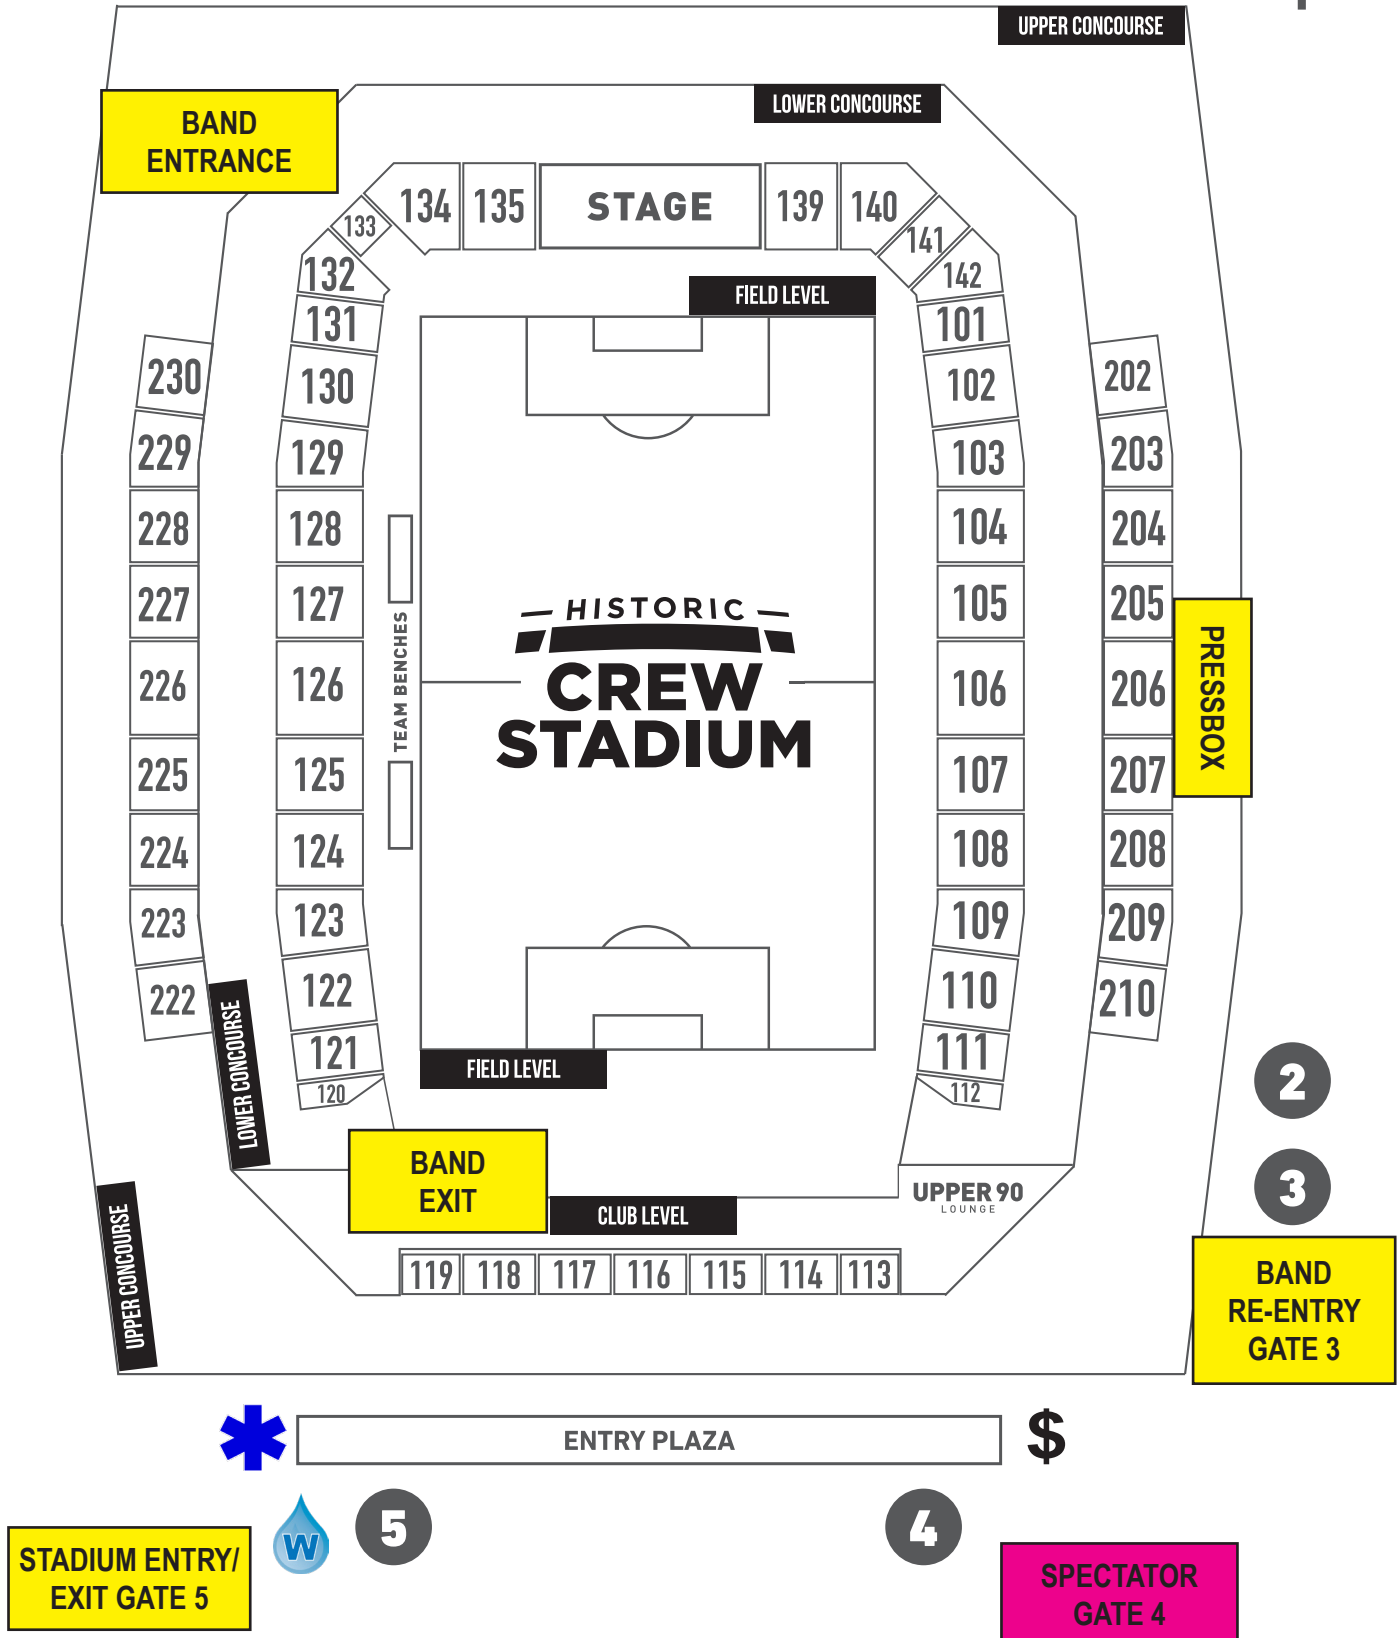 UPPER CONCOURSE
LOWER CONCOURSE
BAND
ENTRANCE
134 135 STAGE 139 140
133 141
132 142
FIELD LEVEL
131 101
230 130 102 202
229 129 103 203
228 128 104 204
227 127 105 205
HISTORIC
CREW
STADIUM
TEAM BENCHES
PRESSBOX
226 126 106 206
225 125 107 207
224 124 108 208
223 123 109 209
222 122 110 210
121 111
FIELD LEVEL
120 112
LOWER CONCOURSE
2
BAND
EXIT
3
UPPER 90
LOUNGE
CLUB LEVEL
UPPER CONCOURSE
119 118 117 116 115 114 113
BAND
RE-ENTRY
GATE 3
ENTRY PLAZA $
W 5 4
STADIUM ENTRY/
EXIT GATE 5
SPECTATOR
GATE 4